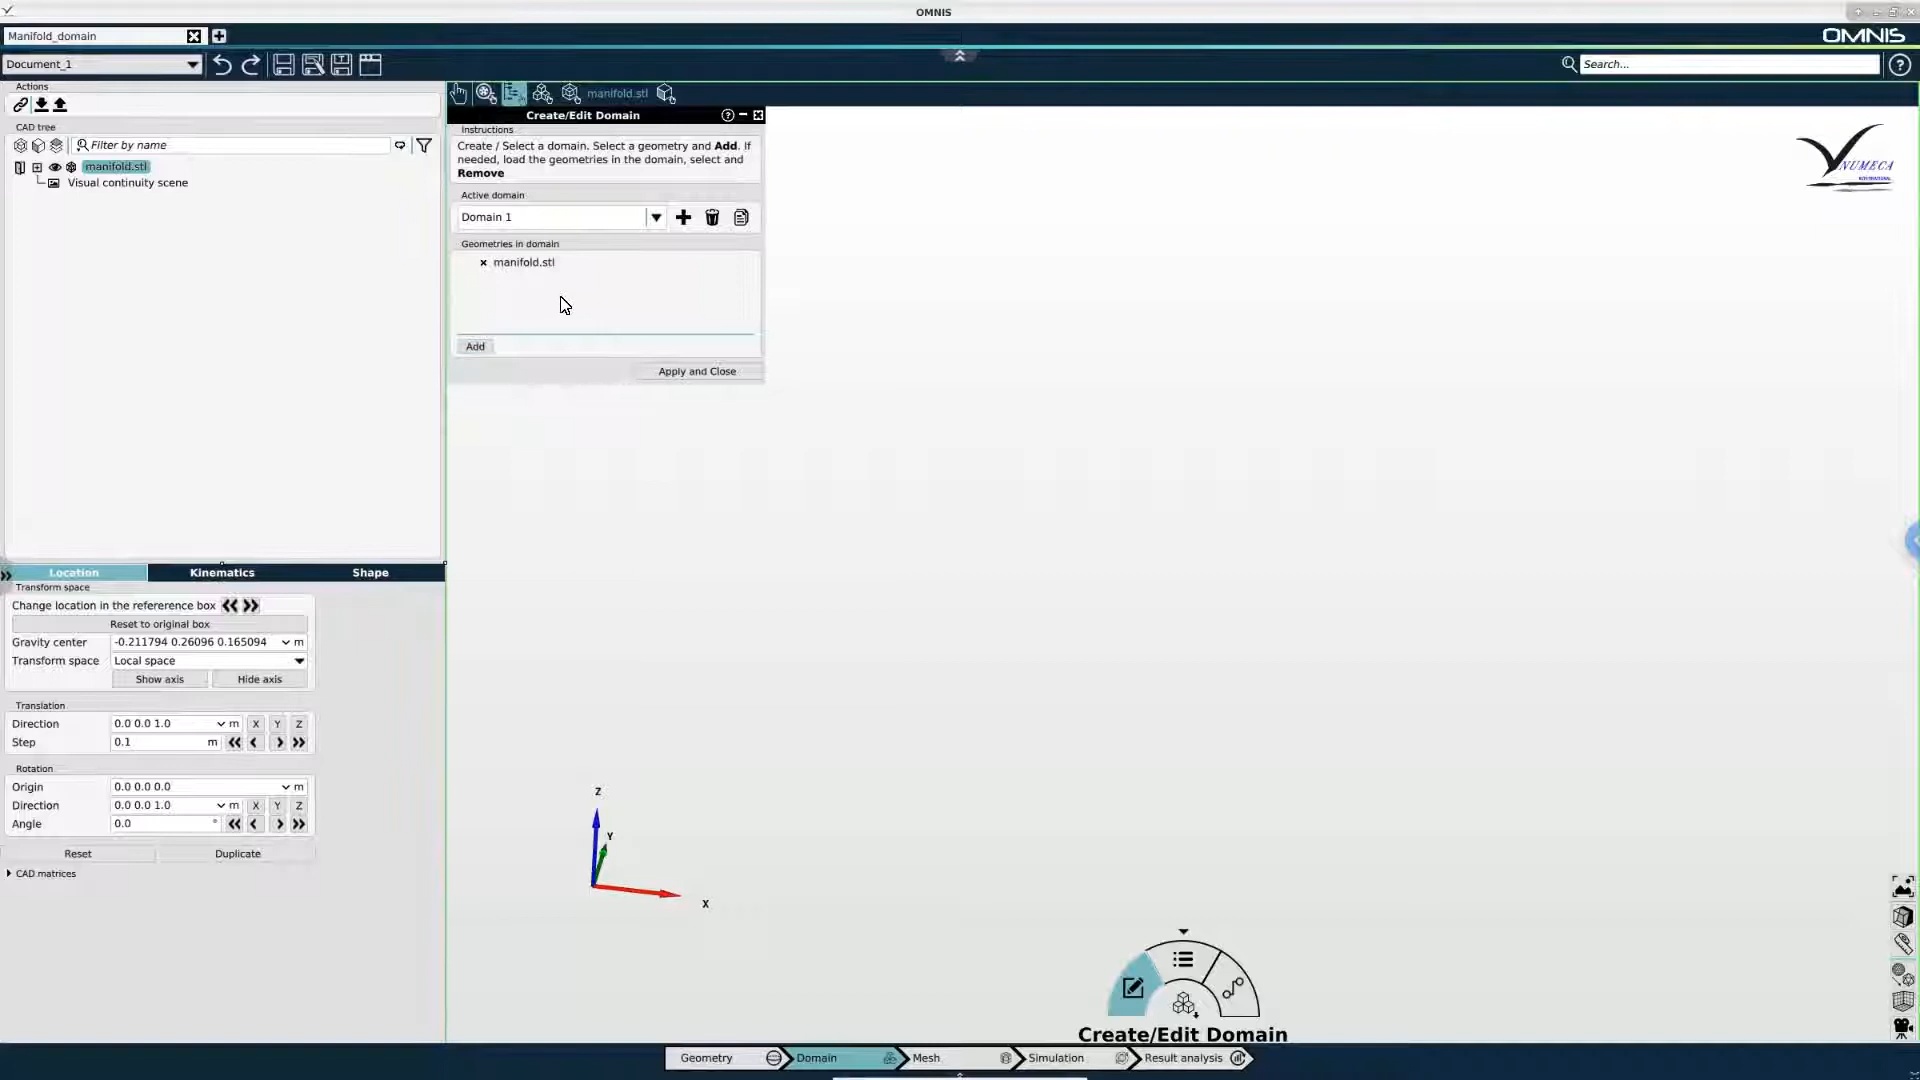 OMNIS
Manifold_domain
OMNIS
Document_1
Search...
Actions
manifold.stl
Create/Edit Domain
CAD tree
Instructions
Filter by name
Create / Select a domain. Select a geometry and Add. If
needed, load the geometries in the domain, select and
Remove
manifold.stl
Visual continuity scene
NUMECA
INTERNATIONAL
Active domain
Domain 1
Geometries in domain
manifold.stl
Add
Apply and Close
Location
Kinematics
Shape
Transform space
Change location in the refererence box
Reset to original box
Gravity center -0.211794 0.26096 0.165094 m
Transform space Local space
Show axis Hide axis
Translation
Direction 0.0 0.0 1.0 m X Y Z
Step 0.1 m
Rotation
Origin 0.0 0.0 0.0 m
Direction 0.0 0.0 1.0 m X Y Z
Angle 0.0 °
Reset Duplicate
CAD matrices
Z
Y
X
Create/Edit Domain
Geometry Domain Mesh Simulation Result analysis